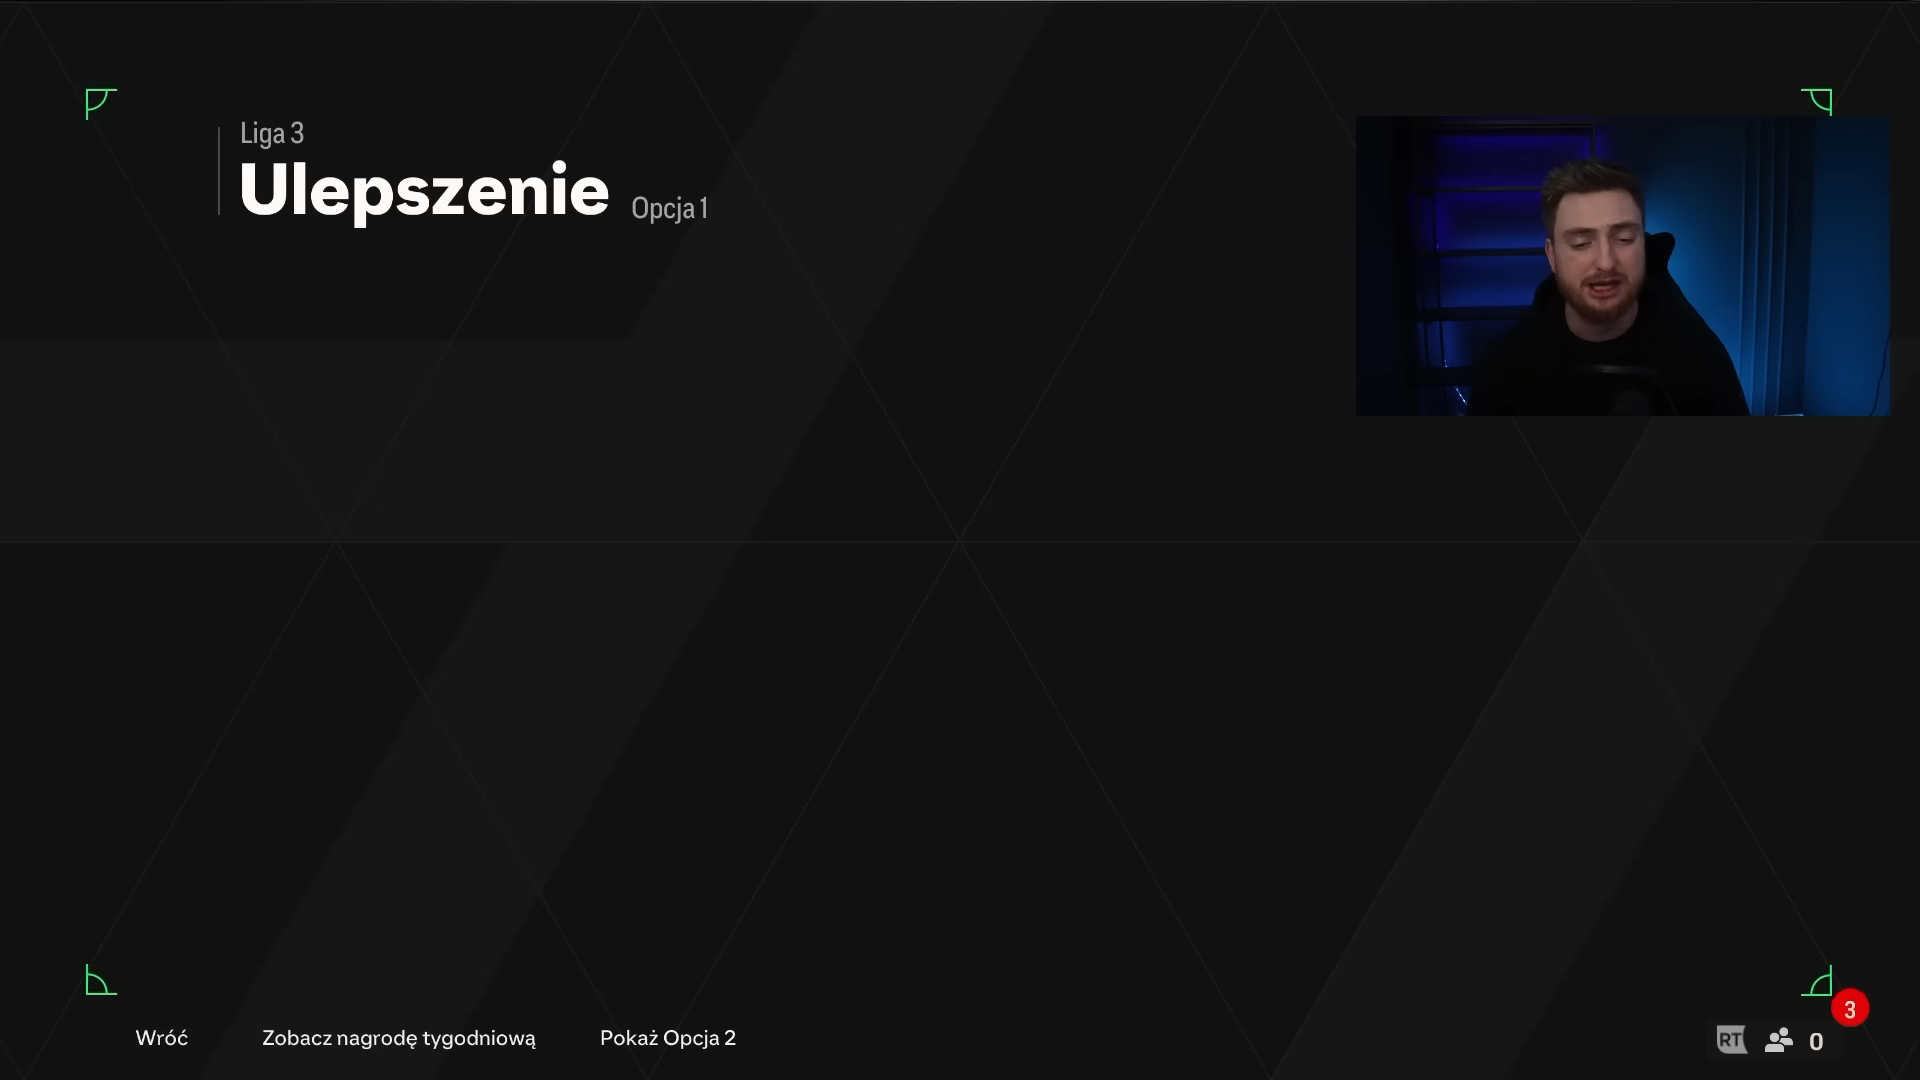 Liga 3
Ulepszenie Opcja 1
Wróć Zobacz nagrodę tygodniową Pokaż Opcja 2
3
RT 0